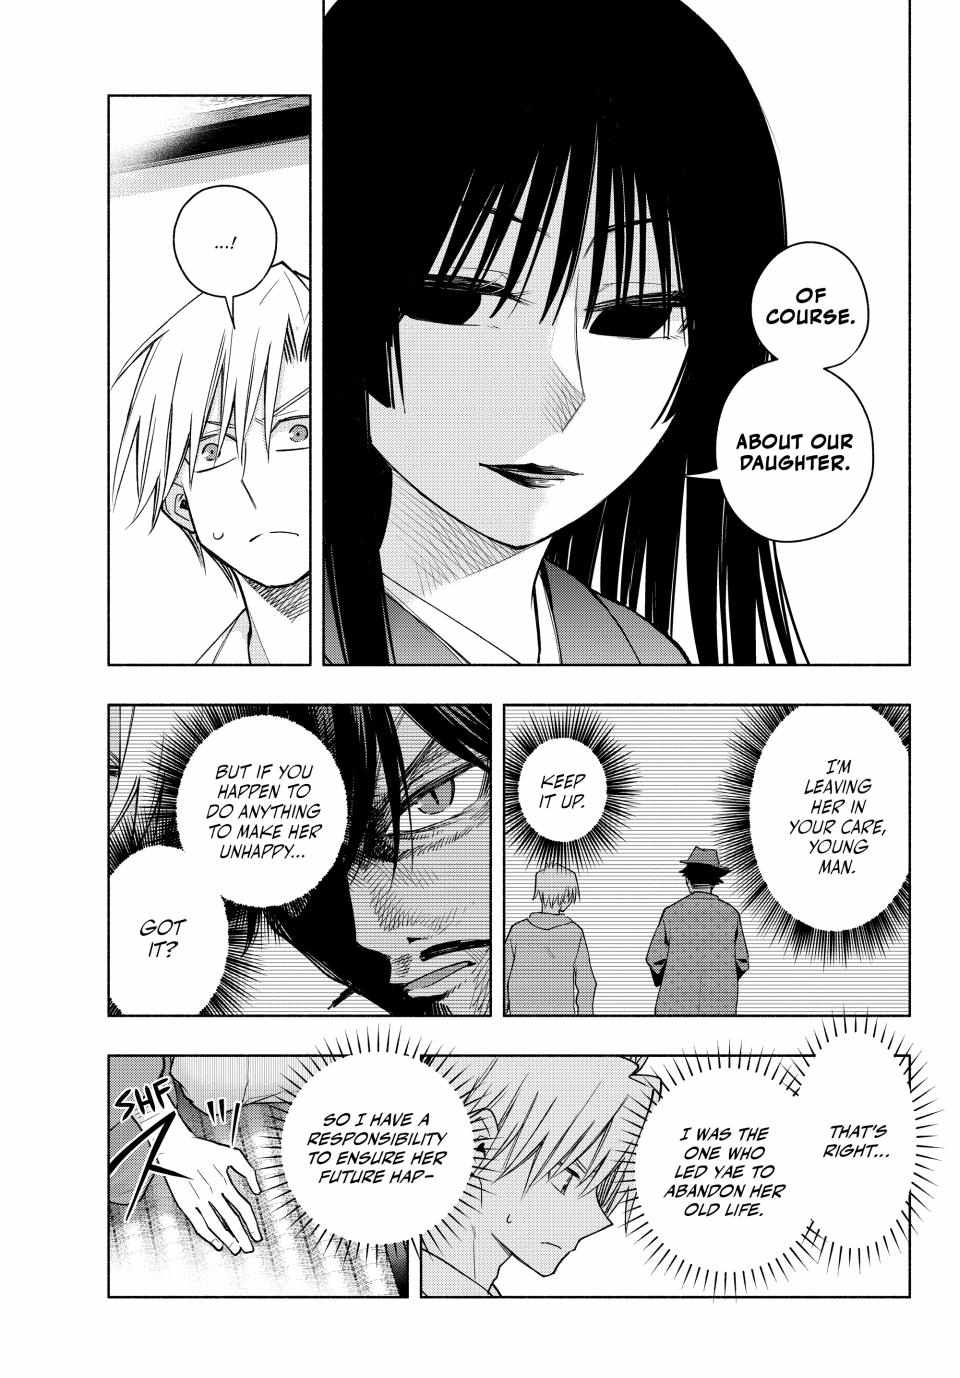 OF
COURSE.
ABOUT OUR
DAUGHTER.
...!
I'M
LEAVING
HER IN
YOUR CARE,
YOUNG
MAN.
KEEP
IT UP.
BUT IF YOU
HAPPEN TO
DO ANYTHING
TO MAKE HER
UNHAPPY...
GOT
IT?
THAT'S
RIGHT...
I WAS THE
ONE WHO
LED YAE TO
ABANDON HER
OLD LIFE.
SO I HAVE A
RESPONSIBILITY
TO ENSURE HER
FUTURE HAP-
SHF
ス